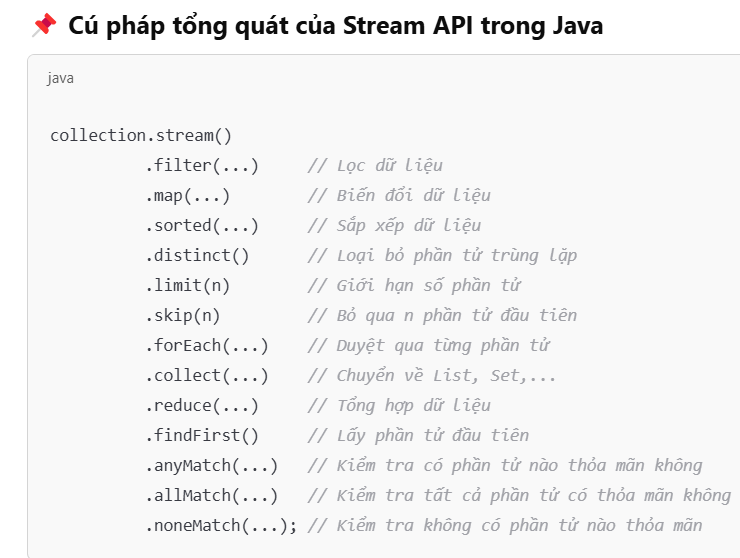 📌 Cú pháp tổng quát của Stream API trong Java
java
collection.stream()
.filter(...) // Lọc dữ liệu
.map(...) // Biến đổi dữ liệu
.sorted(...) // Sắp xếp dữ liệu
.distinct() // Loại bỏ phần tử trùng lặp
.limit(n) // Giới hạn số phần tử
.skip(n) // Bỏ qua n phần tử đầu tiên
.forEach(...) // Duyệt qua từng phần tử
.collect(...) // Chuyển về List, Set,...
.reduce(...) // Tổng hợp dữ liệu
.findFirst() // Lấy phần tử đầu tiên
.anyMatch(...) // Kiểm tra có phần tử nào thỏa mãn không
.allMatch(...) // Kiểm tra tất cả phần tử có thỏa mãn không
.noneMatch(...); // Kiểm tra không có phần tử nào thỏa mãn